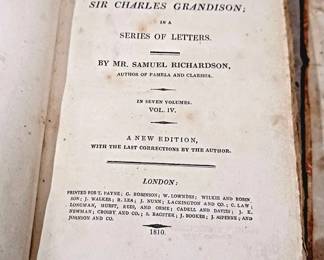 SIR CHARLES GRANDISON;
IN A
SERIES OF LETTERS.
BY MR. SAMUEL RICHARDSON,
AUTHOR OF PAMELA AND CLARISSA.
IN SEVEN VOLUMES.
VOL. IV.
A NEW EDITION,
WITH THE LAST CORRECTIONS BY THE AUTHOR.
LONDON:
PRINTED FOR T. PAYNE; G. ROBINSON; W. LOWNDES; WILKIE AND ROBIN
SON; J. WALKER; R. LEA; J. NUNN; LACKINGTON AND CO.; C. LAW;
LONGMAN, HURST, REES, AND ORME; CADELL AND DAVIES; J. K.
NEWMAN; CROSBY AND CO.; S. BAGSTER; J. BOOKER; J. ASPERNE; AND
JOHNSON AND CO.
1810.